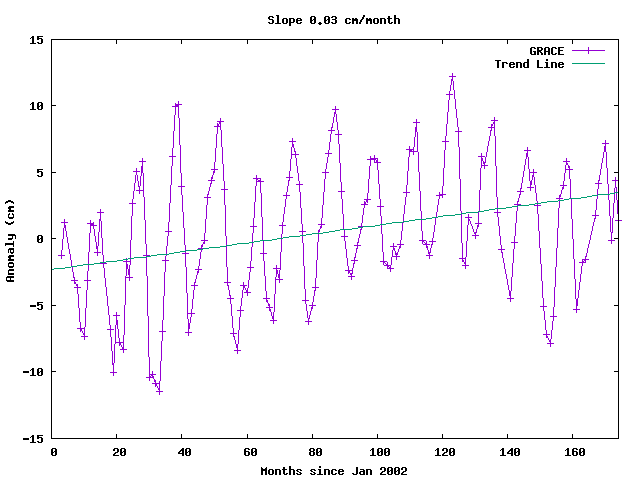 Slope 0.03 cm/month
15
GRACE
Trend Line
10
5
0
-5
-10
-15
Anomaly (cm)
0 20 40 60 80 100 120 140 160
Months since Jan 2002